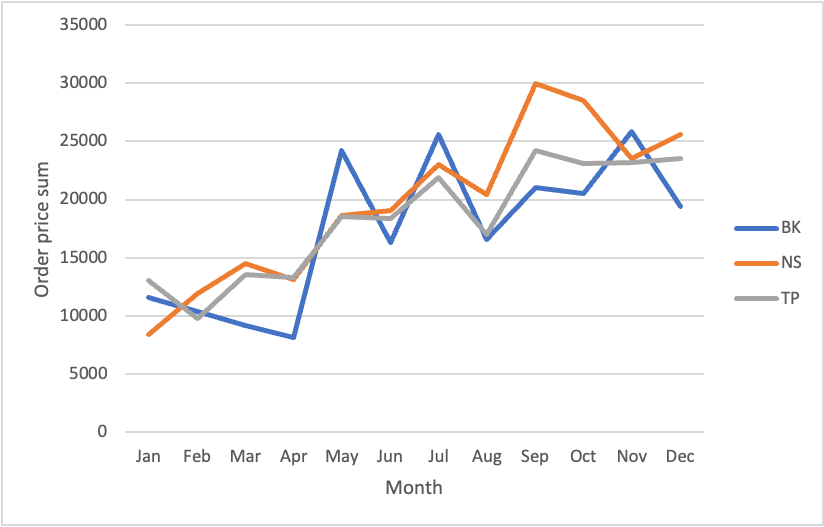 35000
30000
25000
20000
15000
10000
5000
0
Order price sum
Jan Feb Mar Apr May Jun Jul Aug Sep Oct Nov Dec
Month
BK
NS
TP